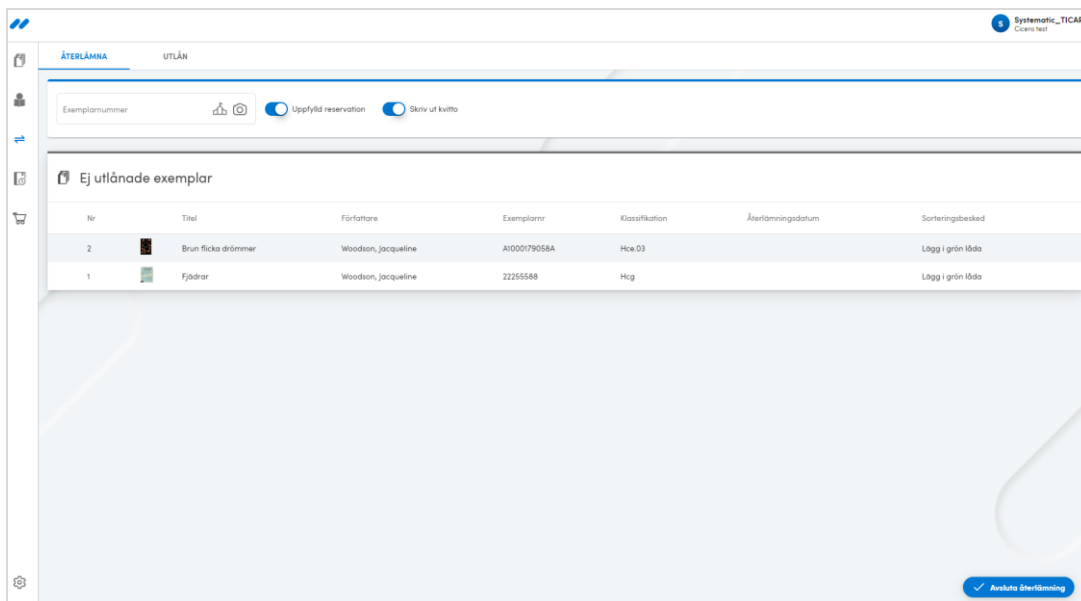 S Systematic_TICAR
Cicero test
ÅTERLÄMNA UTLÅN
Exemplarnummer Uppfylld reservation Skriv ut kvitto
Ej utlånade exemplar
Nr Titel Författare Exemplarnr Klassifikation Återlämningsdatum Sorteringsbesked
2 Brun flicka drömmer Woodson, Jacqueline A1000179058A Hce.03 Lägg i grön låda
1 Fjädrar Woodson, Jacqueline 22255588 Hcg Lägg i grön låda
Avsluta återlämning